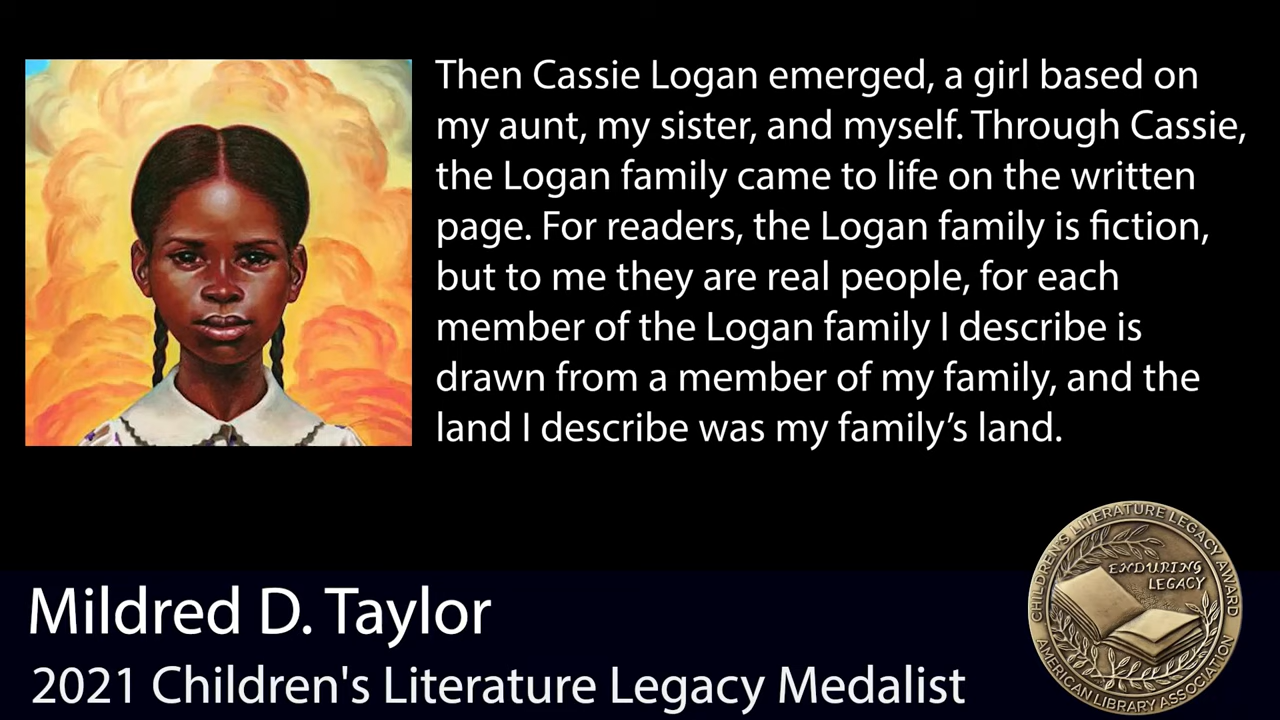 Then Cassie Logan emerged, a girl based on
my aunt, my sister, and myself. Through Cassie,
the Logan family came to life on the written
page. For readers, the Logan family is fiction,
but to me they are real people, for each
member of the Logan family I describe is
drawn from a member of my family, and the
land I describe was my family’s land.
CHILDREN'S LITERATURE LEGACY AWARD
ENDURING
LEGACY
AMERICAN LIBRARY ASSOCIATION
Mildred D. Taylor
2021 Children's Literature Legacy Medalist